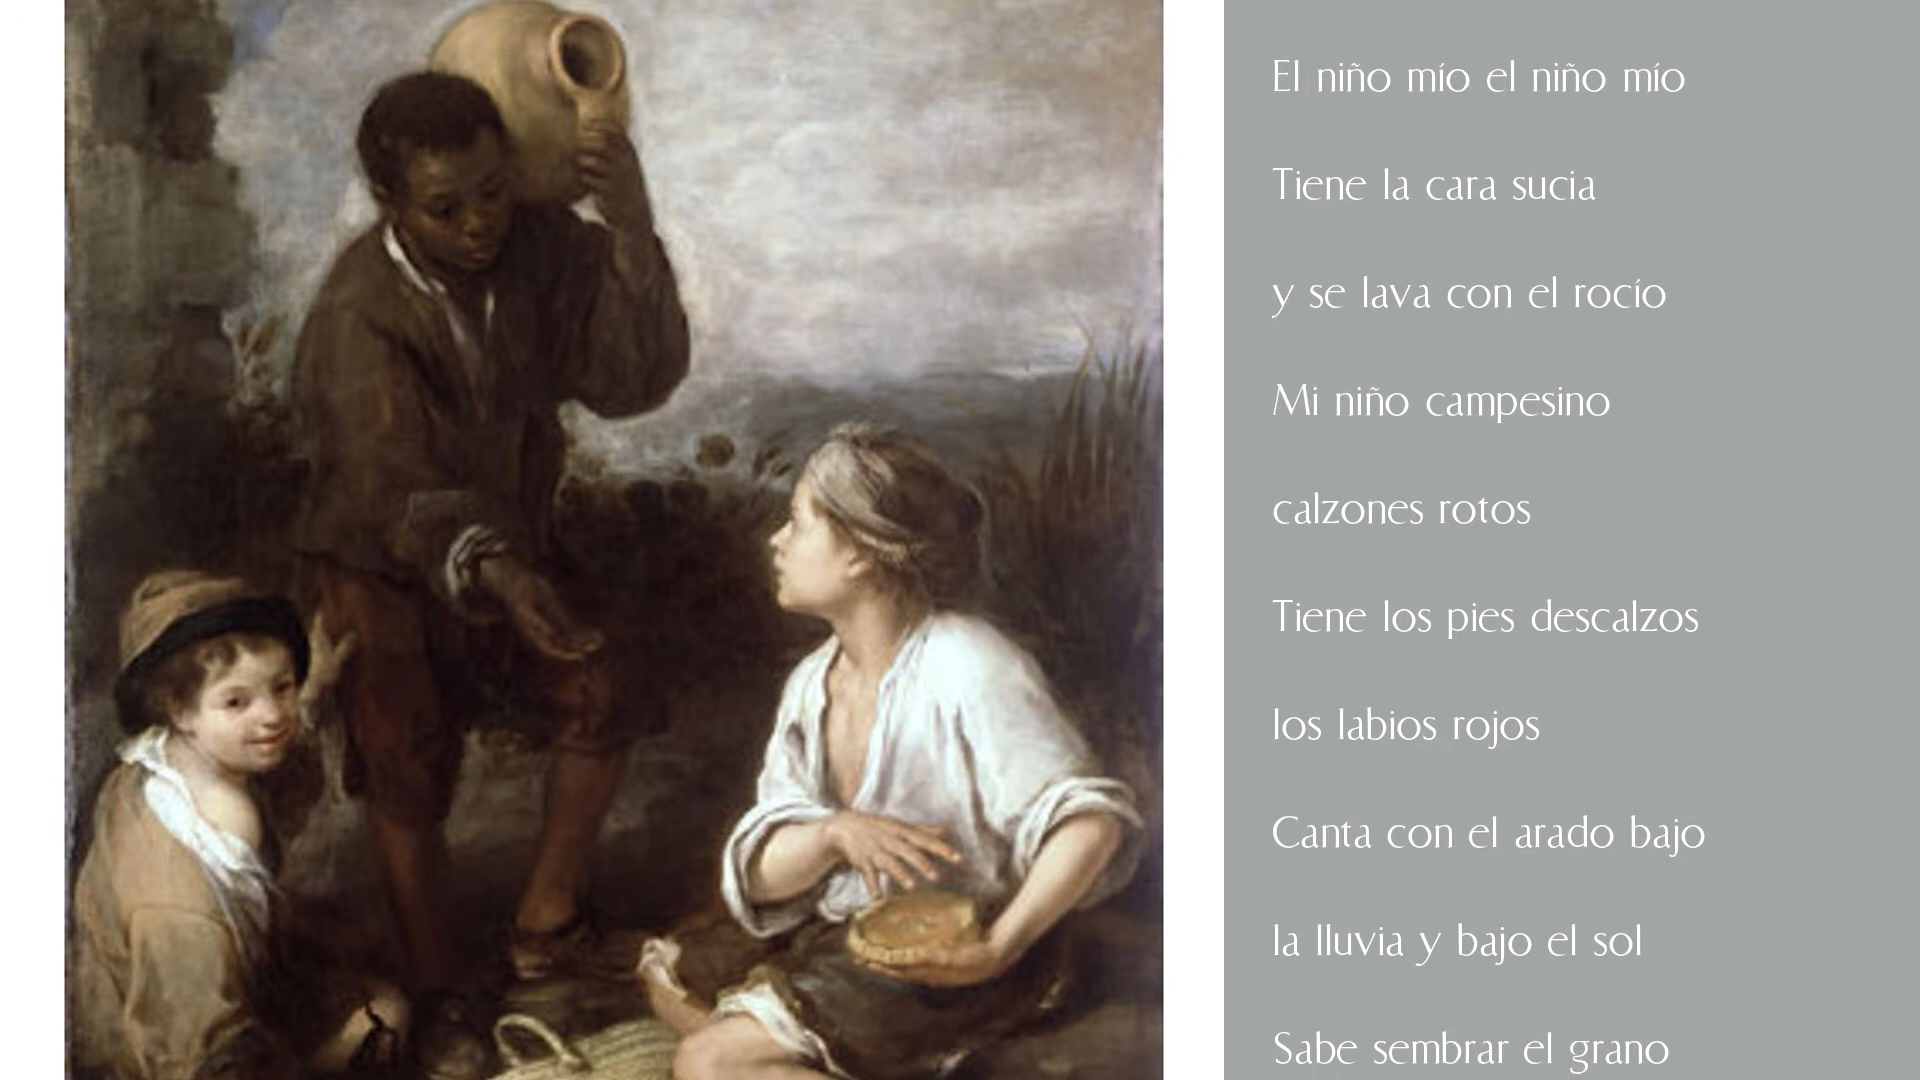 El niño mío el niño mío
Tiene la cara sucia
y se lava con el rocío
Mi niño campesino
calzones rotos
Tiene los pies descalzos
los labios rojos
Canta con el arado bajo
la lluvia y bajo el sol
Sabe sembrar el grano